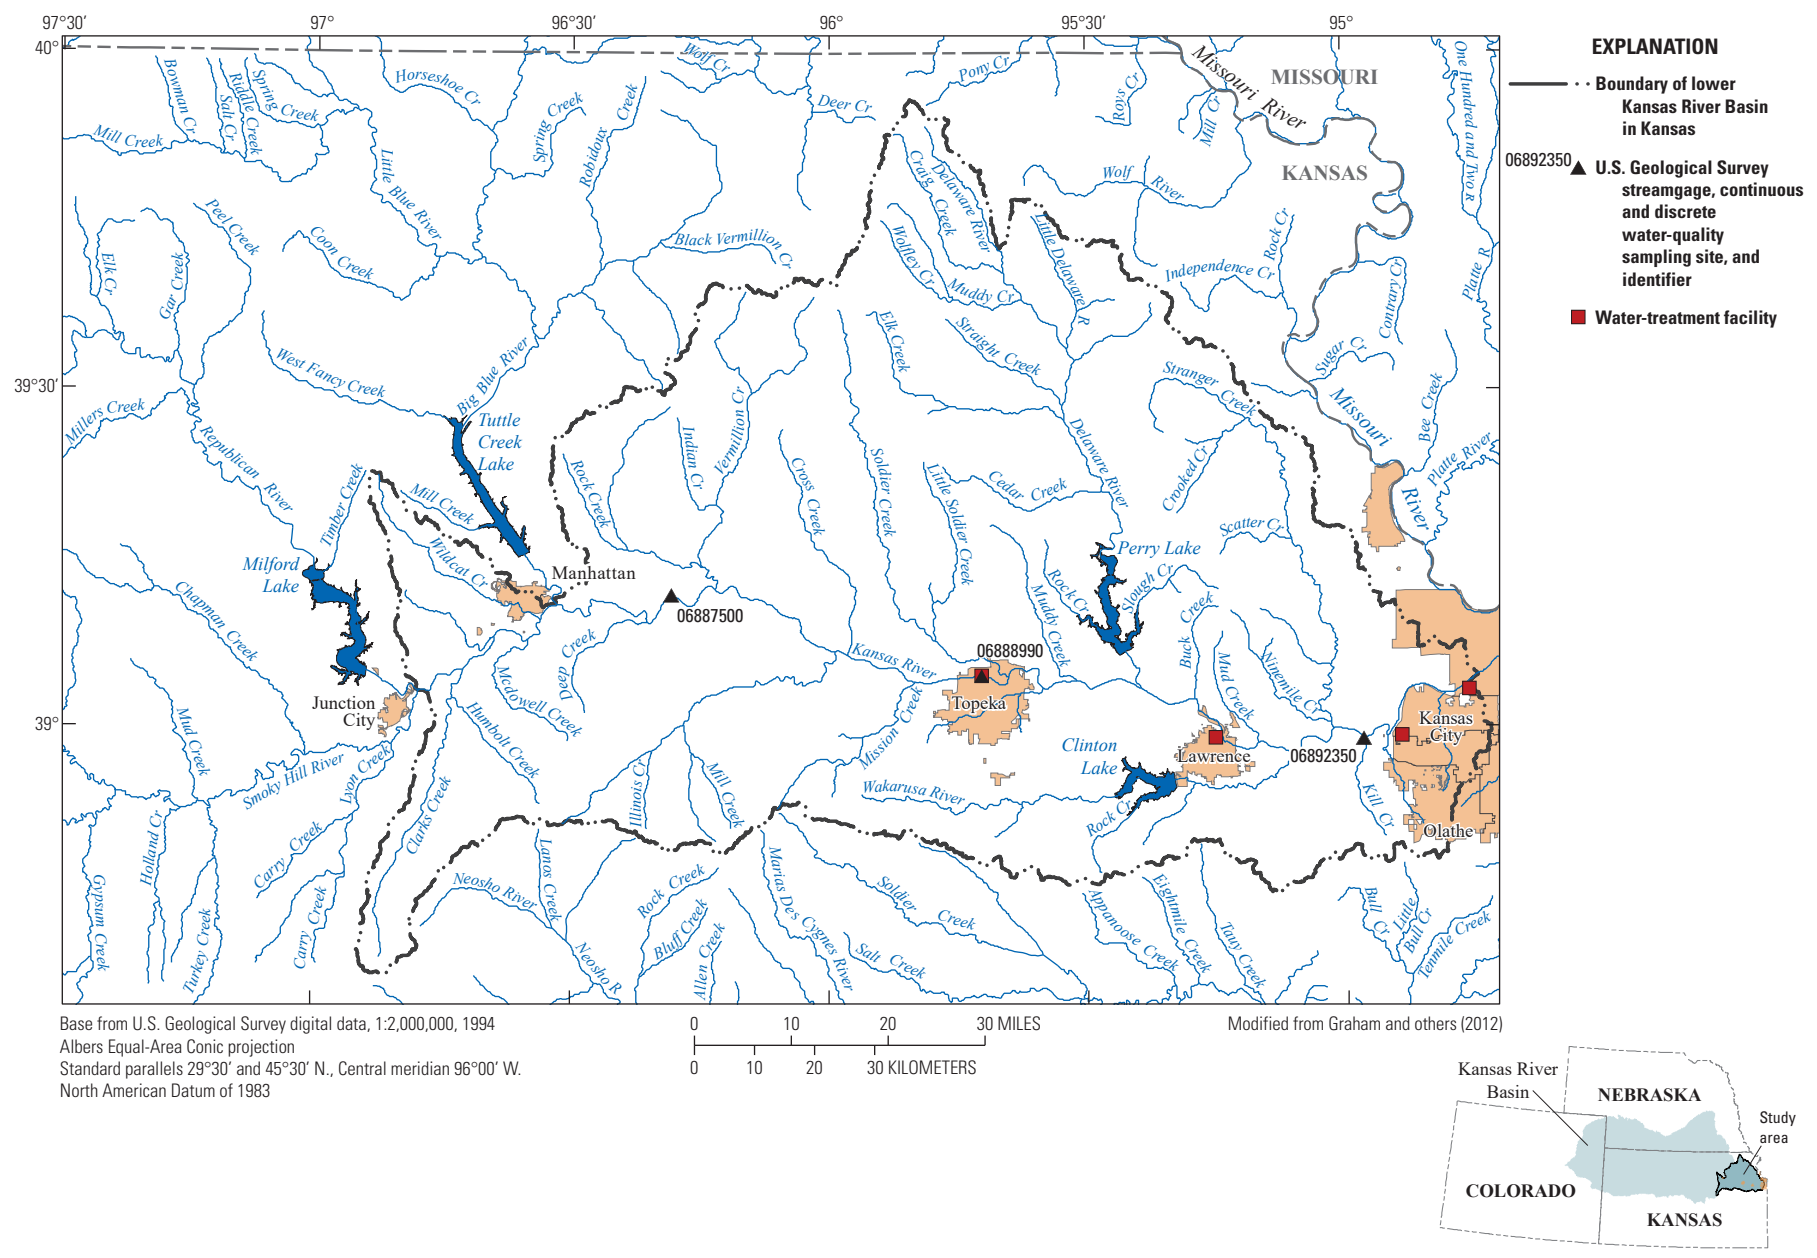 97°30′
97°
96°30′
96°
95°30′
95°
40°
39°30′
39°
Bowman Cr
Salt Cr
Riddle Creek
Spring Creek
Mill Creek
Horseshoe Cr
Little Blue River
Spring Creek
Robidoux Creek
Wolf Cr
Deer Cr
Pony Cr
Roys Cr
Mill Cr
Missouri River
MISSOURI
KANSAS
One Hundred and Two R
Platte R
Peel Creek
Coon Creek
Elk Cr
Gar Creek
Black Vermillion Cr
Craig Creek
Delaware River
Wolfley Cr
Muddy Cr
Little Delaware R
Wolf River
Rock Cr
Independence Cr
Contrary Cr
Sugar Cr
West Fancy Creek
Big Blue River
Elk Creek
Straight Creek
Stranger Creek
Missouri River
Bee Creek
Platte River
Millers Creek
Republican River
Timber Creek
Tuttle
Creek
Lake
Mill Creek
Wildcat Cr
Rock Creek
Indian Cr
Vermillion Cr
Cross Creek
Soldier Creek
Little Soldier Creek
Cedar Creek
Delaware River
Crooked Cr
Scatter Cr
Milford
Lake
Manhattan
06887500
Perry Lake
Slough Cr
Rock Cr
Muddy Creek
Buck Creek
Mud Creek
Ninemile Cr
Chapman Creek
Junction
City
Mud Creek
Smoky Hill River
Lyon Creek
Humbolt Creek
Mcdowell Creek
Deep Creek
Kansas River
06888990
Topeka
Mission Creek
Clinton
Lake
Lawrence
06892350
Kansas
City
Olathe
Kill Cr
Wakarusa River
Rock Cr
Illinois Cr
Mill Creek
Clarks Creek
Carry Creek
Holland Cr
Gypsum Creek
Turkey Creek
Carry Creek
Neosho River
Lanos Creek
Neosho R
Rock Creek
Bluff Creek
Allen Creek
Marias Des Cygnes River
Soldier Creek
Salt Creek
Appanoose Creek
Eightmile Creek
Tauy Creek
Bull Cr
Little
Bull Cr
Tenmile Creek
EXPLANATION
Boundary of lower
Kansas River Basin
in Kansas
06892350
U.S. Geological Survey
streamgage, continuous
and discrete
water-quality
sampling site, and
identifier
Water-treatment facility
Base from U.S. Geological Survey digital data, 1:2,000,000, 1994
Albers Equal-Area Conic projection
Standard parallels 29°30′ and 45°30′ N., Central meridian 96°00′ W.
North American Datum of 1983
0 10 20 30 MILES
0 10 20 30 KILOMETERS
Modified from Graham and others (2012)
Kansas River
Basin
NEBRASKA
Study
area
COLORADO
KANSAS